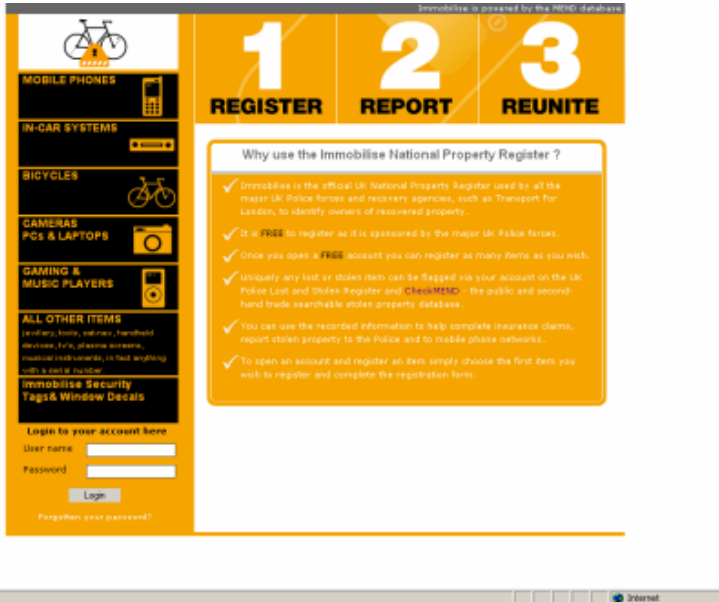 Immobilise is powered by the MEND database
1
REGISTER
2
REPORT
3
REUNITE
MOBILE PHONES
IN-CAR SYSTEMS
BICYCLES
CAMERAS
PCs & LAPTOPS
GAMING &
MUSIC PLAYERS
ALL OTHER ITEMS
jewllery, tools, satnav, handheld
devices, tv's, plasma screens,
musical instruments, in fact anything
with a serial number.
Immobilise Security
Tags& Window Decals
Login to your account here
User name
Password
Login
Forgotten your password?
Why use the Immobilise National Property Register ?
Immobilise is the official UK National Property Register used by all the
major UK Police forces and recovery agencies, such as Transport For
London, to identify owners of recovered property.
It is FREE to register as it is sponsored by the major UK Police forces.
Once you open a FREE account you can register as many items as you wish.
Uniquely any lost or stolen item can be flagged via your account on the UK
Police Lost and Stolen Register and CheckMEND - the public and second-
hand trade searchable stolen property database.
You can use the recorded information to help complete insurance claims,
report stolen property to the Police and to mobile phone networks.
To open an account and register an item simply choose the first item you
wish to register and complete the registration form.
Internet